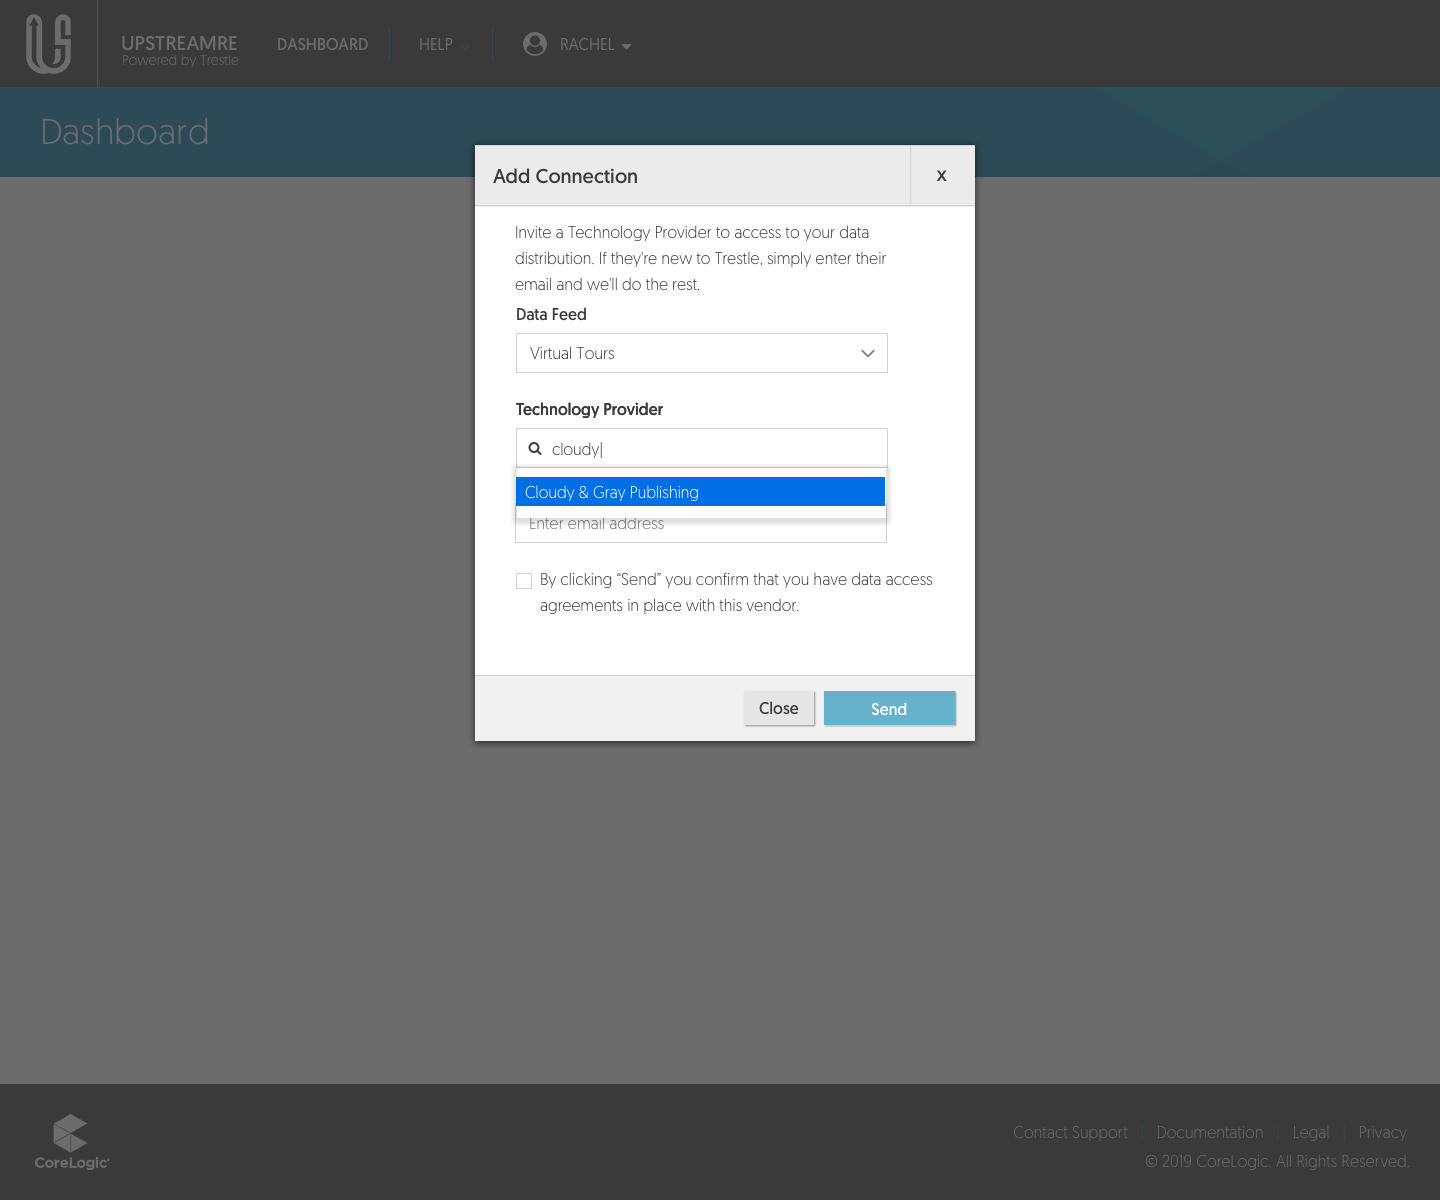 UPSTREAMRE
Powered by Trestle
DASHBOARD
HELP
RACHEL
Dashboard
Add Connection
X
Invite a Technology Provider to access to your data
distribution. If they're new to Trestle, simply enter their
email and we'll do the rest.
Data Feed
Virtual Tours
Technology Provider
cloudy|
Cloudy & Gray Publishing
Enter email address
By clicking “Send” you confirm that you have data access
agreements in place with this vendor.
Close
Send
CoreLogic
Contact Support
Documentation
Legal
Privacy
© 2019 CoreLogic. All Rights Reserved.